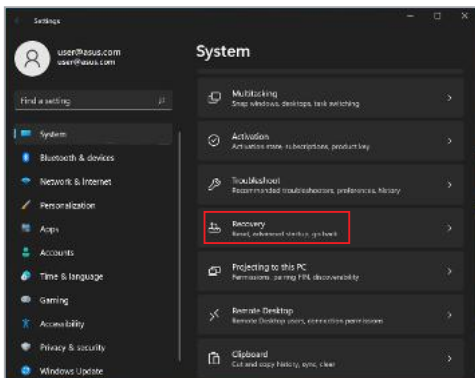 Settings
user@asus.com
user@asus.com
System
Find a setting
Multitasking
Snap windows, desktops, task switching
System
Activation
Activation state, subscriptions, product key
Bluetooth & devices
Network & Internet
Troubleshoot
Recommended troubleshooters, preferences, history
Personalization
Apps
Recovery
Reset, advanced startup, go back
Accounts
Projecting to this PC
Permissions, pairing PIN, discoverability
Time & language
Gaming
Remote Desktop
Remote Desktop users, connection permissions
Accessibility
Privacy & security
Clipboard
Cut and copy history, sync, clear
Windows Update